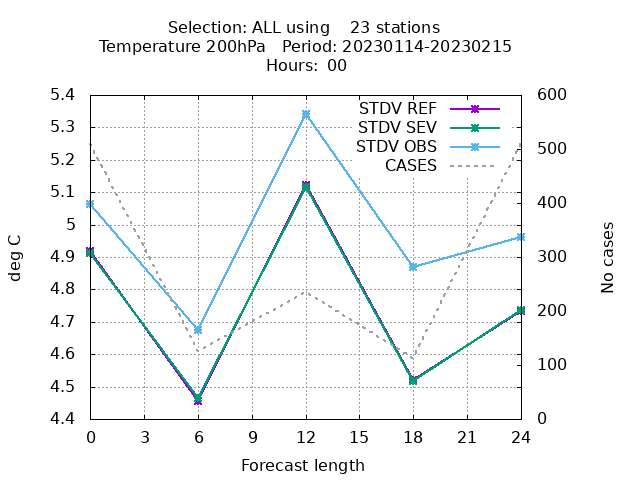 Selection: ALL using    23 stations
Temperature 200hPa   Period: 20230114-20230215
Hours: 00
5.4
5.3
5.2
5.1
5
4.9
4.8
4.7
4.6
4.5
4.4
deg C
STDV REF
STDV SEV
STDV OBS
CASES
600
500
400
300
200
100
0
No cases
0 3 6 9 12 15 18 21 24
Forecast length